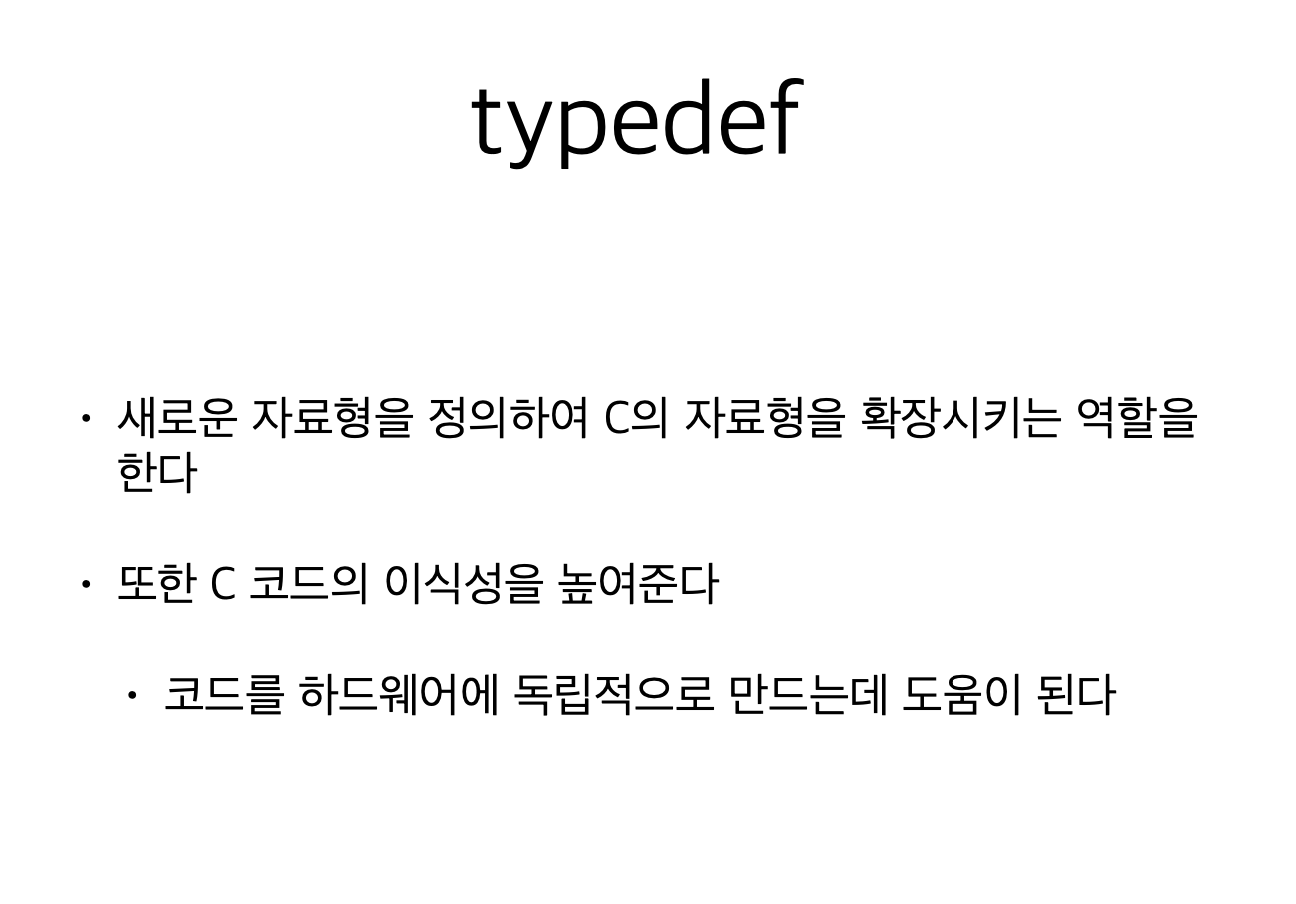 typedef
• 새로운 자료형을 정의하여 C의 자료형을 확장시키는 역할을
한다
• 또한 C 코드의 이식성을 높여준다
• 코드를 하드웨어에 독립적으로 만드는데 도움이 된다